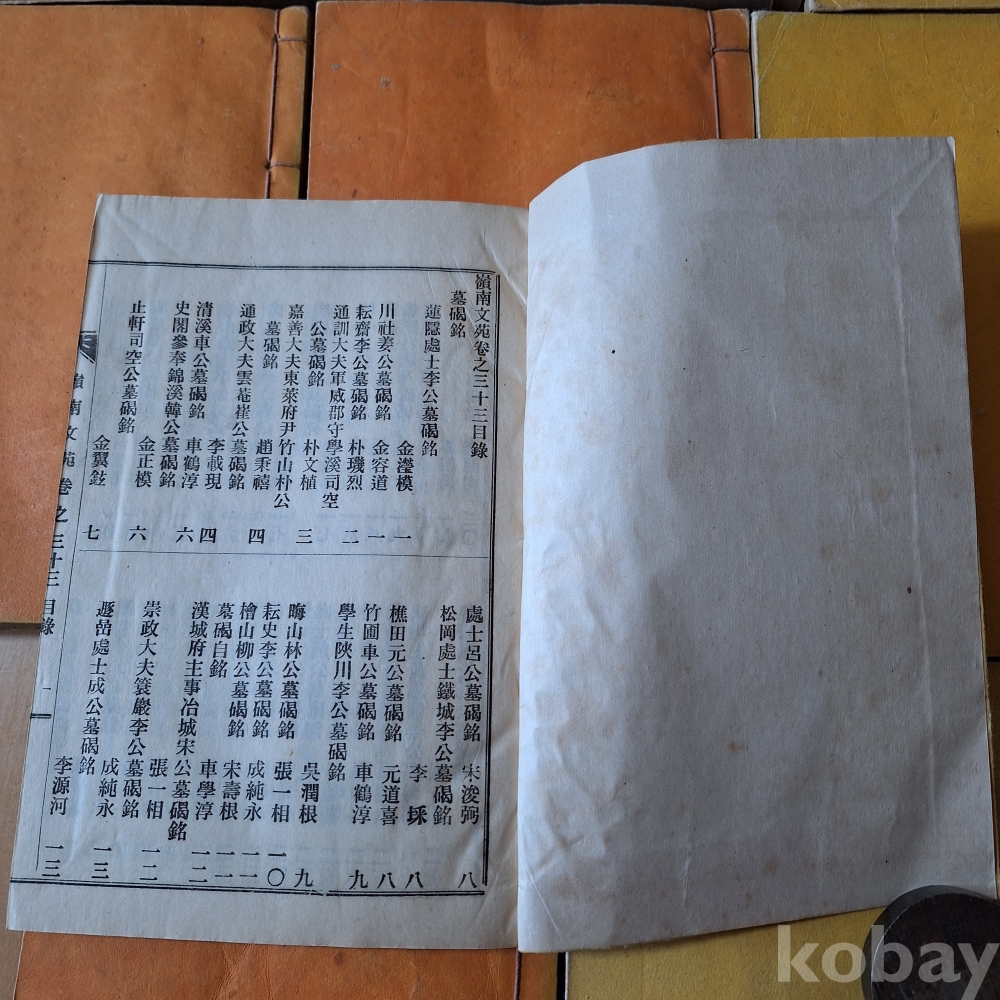 嶺南文苑卷之三十三目錄
墓碣銘
蓮隱處士李公墓碣銘
金瀅模 一
川社姜公墓碣銘 金容道 一
耘齋李公墓碣銘 朴璣烈 二
通訓大夫軍威郡守學溪司空
公墓碣銘 朴文植 三
嘉善大夫東萊府尹竹山朴公
墓碣銘 趙秉禧 四
通政大夫雲菴崔公墓碣銘
李載現 四
清溪車公墓碣銘 車鶴淳 六
史閣參奉錦溪韓公墓碣銘
金正模 六
止軒司空公墓碣銘
金翼鉉 七
處士呂公墓碣銘 宋浚弼 八
松岡處士鐵城李公墓碣銘
李 埰 八
樵田元公墓碣銘 元道喜 八
竹圃車公墓碣銘 車鶴淳 九
學生陜川李公墓碣銘
吳潤根 九
晦山林公墓碣銘 張一相 一〇
耘史李公墓碣銘 成純永 一一
檜山柳公墓碣銘 宋壽根 一一
墓碣自銘 車學淳 一二
漢城府主事冶城宋公墓碣銘
張一相 一二
崇政大夫簑巖李公墓碣銘
成純永 一三
遯嵒處士成公墓碣銘
李源河 一三
嶺南文苑 卷之三十三 目錄 一
kobay